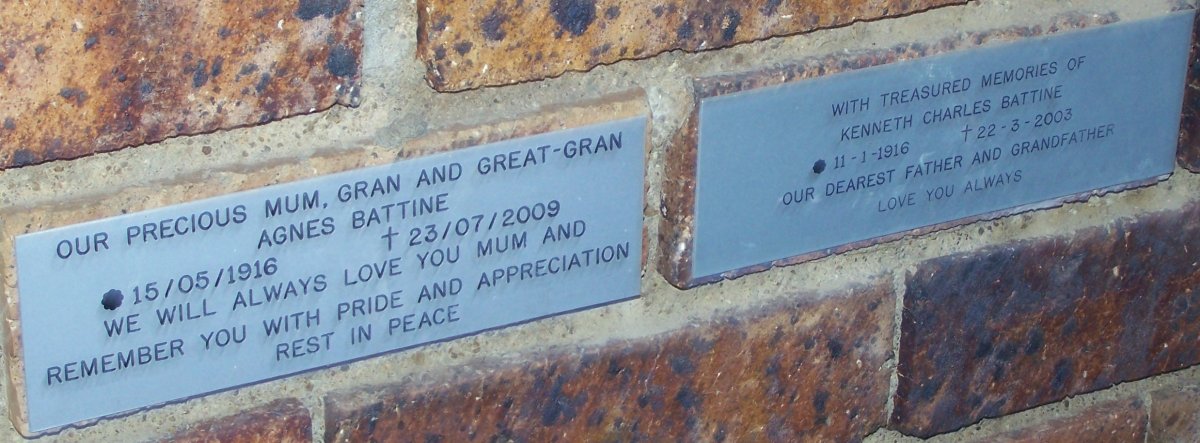 OUR PRECIOUS MUM, GRAN AND GREAT-GRAN
AGNES BATTINE
15/05/1916 †23/07/2009
WE WILL ALWAYS LOVE YOU MUM AND
REMEMBER YOU WITH PRIDE AND APPRECIATION
REST IN PEACE
WITH TREASURED MEMORIES OF
KENNETH CHARLES BATTINE
11-1-1916 †22-3-2003
OUR DEAREST FATHER AND GRANDFATHER
LOVE YOU ALWAYS